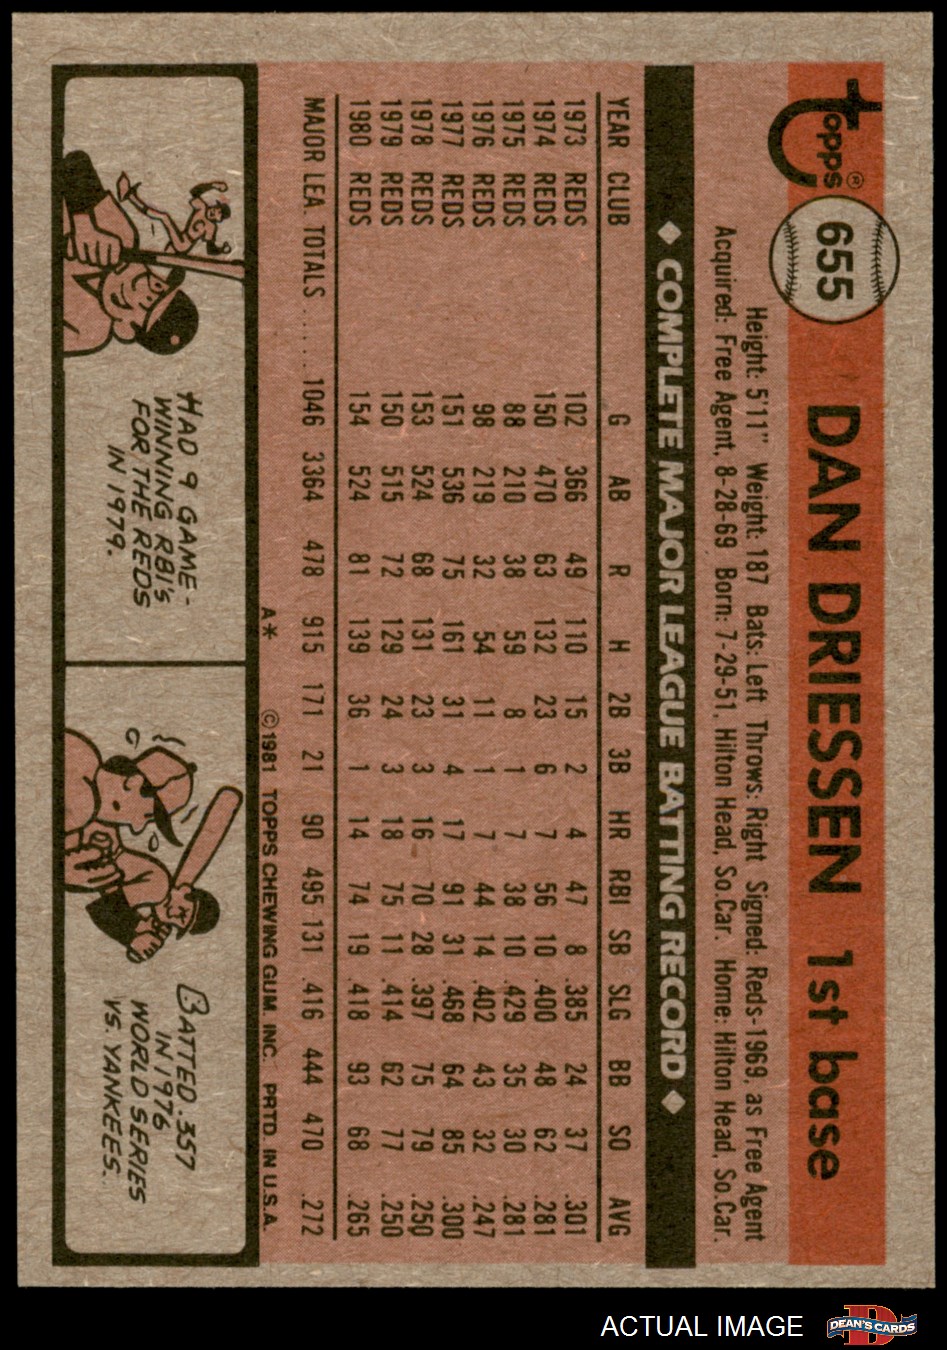 Topps®
655 DAN DRIESSEN 1st base
Height: 5'11" Weight: 187 Bats: Left Throws: Right Signed: Reds-1969, as Free Agent
Acquired: Free Agent, 8-28-69 Born: 7-29-51, Hilton Head, So.Car. Home: Hilton Head, So.Car.
◆ COMPLETE MAJOR LEAGUE BATTING RECORD ◆
YEAR CLUB G AB R H 2B 3B HR RBI SB SLG BB SO AVG
1973 REDS 102 366 49 110 15 2 4 47 8 .385 24 37 .301
1974 REDS 150 470 63 132 23 6 7 56 10 .400 48 62 .281
1975 REDS 88 210 38 59 8 1 7 38 10 .429 35 30 .281
1976 REDS 98 219 32 54 11 1 7 44 14 .402 43 32 .247
1977 REDS 151 536 75 161 31 4 17 91 31 .468 64 85 .300
1978 REDS 153 524 68 131 23 3 16 70 28 .397 75 79 .250
1979 REDS 150 515 72 129 24 3 18 75 11 .414 62 77 .250
1980 REDS 154 524 81 139 36 1 14 74 19 .418 93 68 .265
MAJOR LEA. TOTALS ..... 1046 3364 478 915 171 21 90 495 131 .416 444 470 .272
A* © 1981 TOPPS CHEWING GUM, INC. PRTD. IN U.S.A.
HAD 9 GAME-
WINNING RBI's
FOR THE REDS
IN 1979.
BATTED .357
IN 1976
WORLD SERIES
VS. YANKEES.
ACTUAL IMAGE
D
DEAN'S CARDS